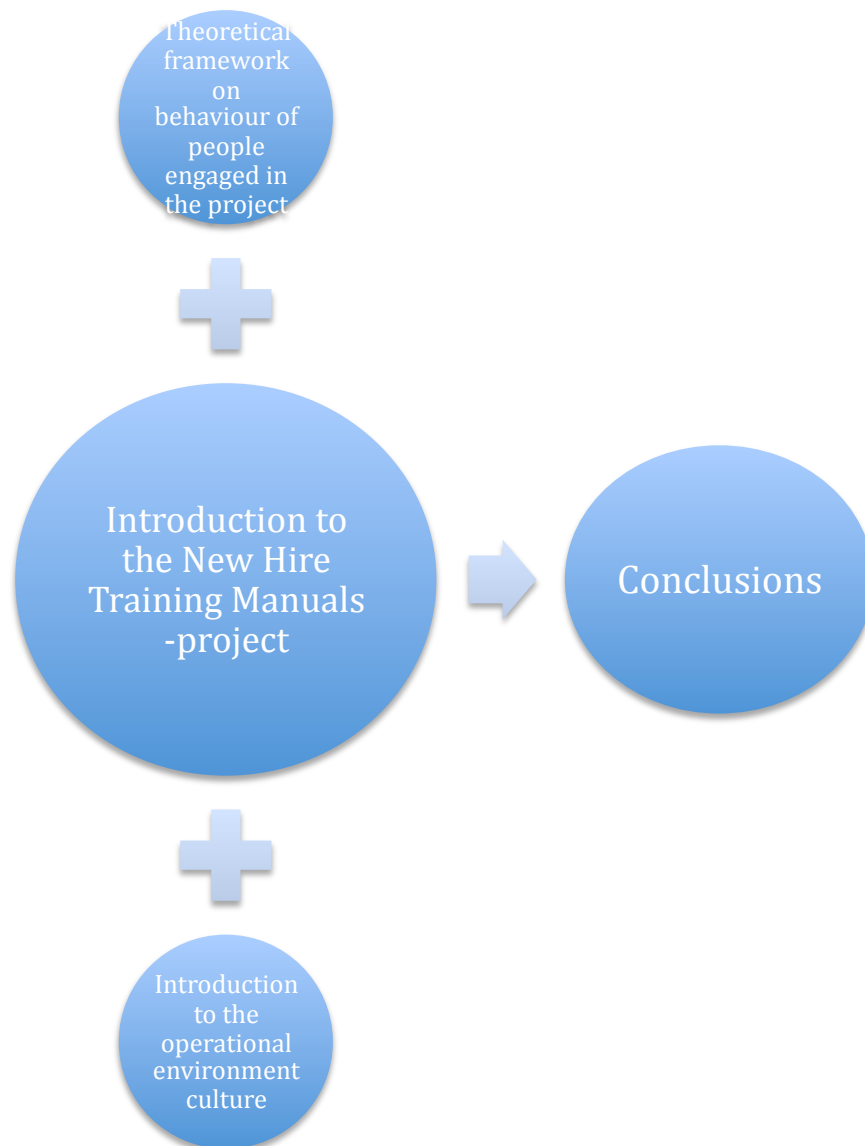 Theoretical
framework
on
behaviour of
people
engaged in
the project
Introduction to
the New Hire
Training Manuals
-project
Conclusions
Introduction
to the
operational
environment
culture